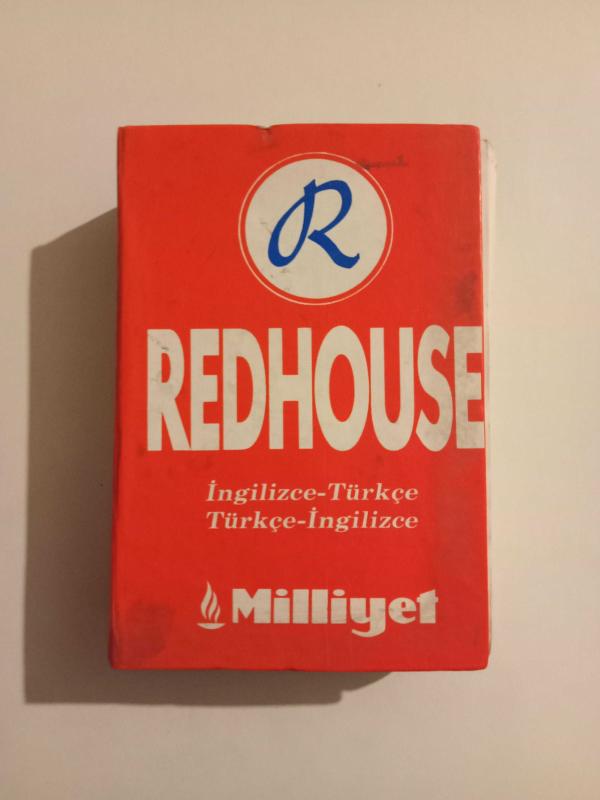 R
REDHOUSE
İngilizce-Türkçe
Türkçe-İngilizce
Milliyet